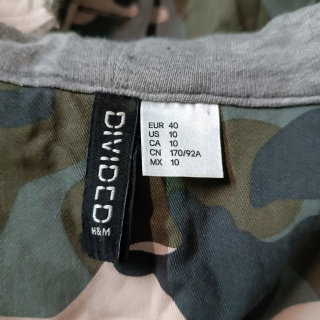 DIVIDED
H&M
EUR 40
US 10
CA 10
CN 170/92A
MX 10